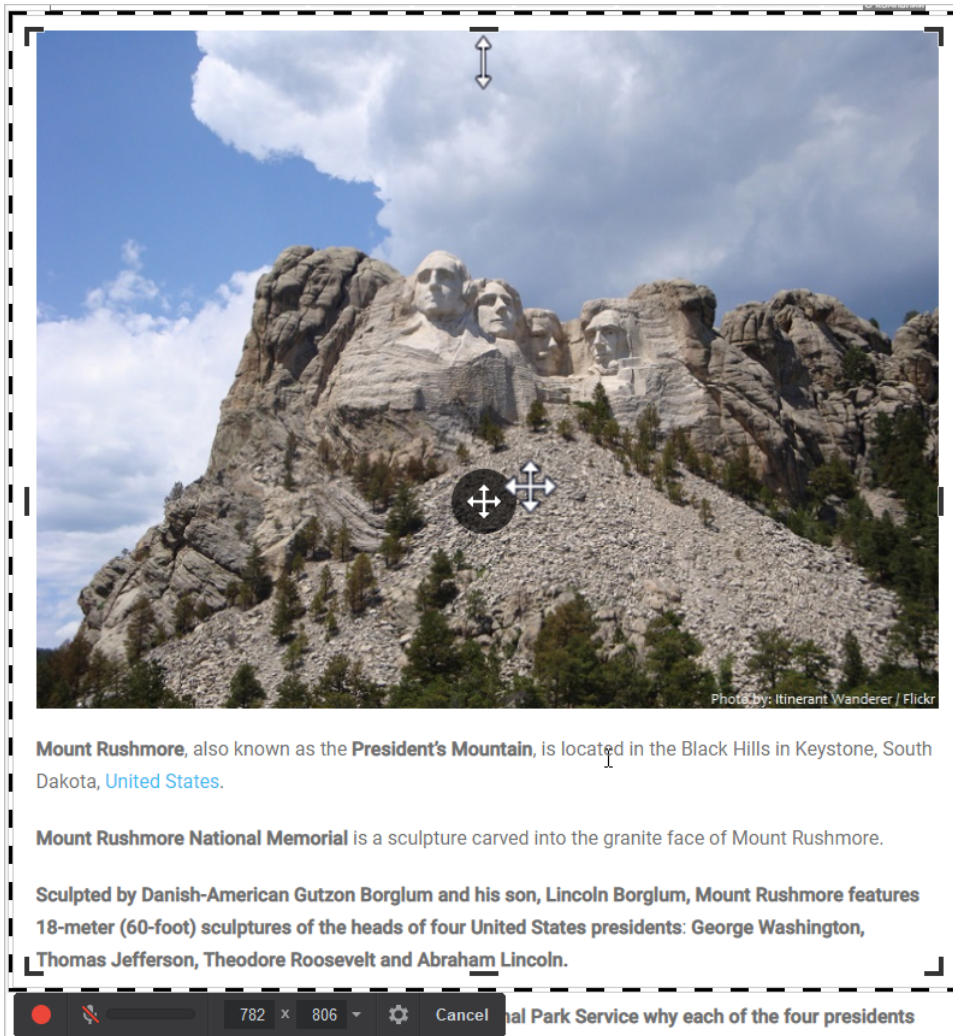 Photo by: Itinerant Wanderer / Flickr
Mount Rushmore, also known as the President’s Mountain, is located in the Black Hills in Keystone, South
Dakota, United States.
Mount Rushmore National Memorial is a sculpture carved into the granite face of Mount Rushmore.
Sculpted by Danish-American Gutzon Borglum and his son, Lincoln Borglum, Mount Rushmore features
18-meter (60-foot) sculptures of the heads of four United States presidents: George Washington,
Thomas Jefferson, Theodore Roosevelt and Abraham Lincoln.
782 x 806 Cancel
Park Service why each of the four presidents